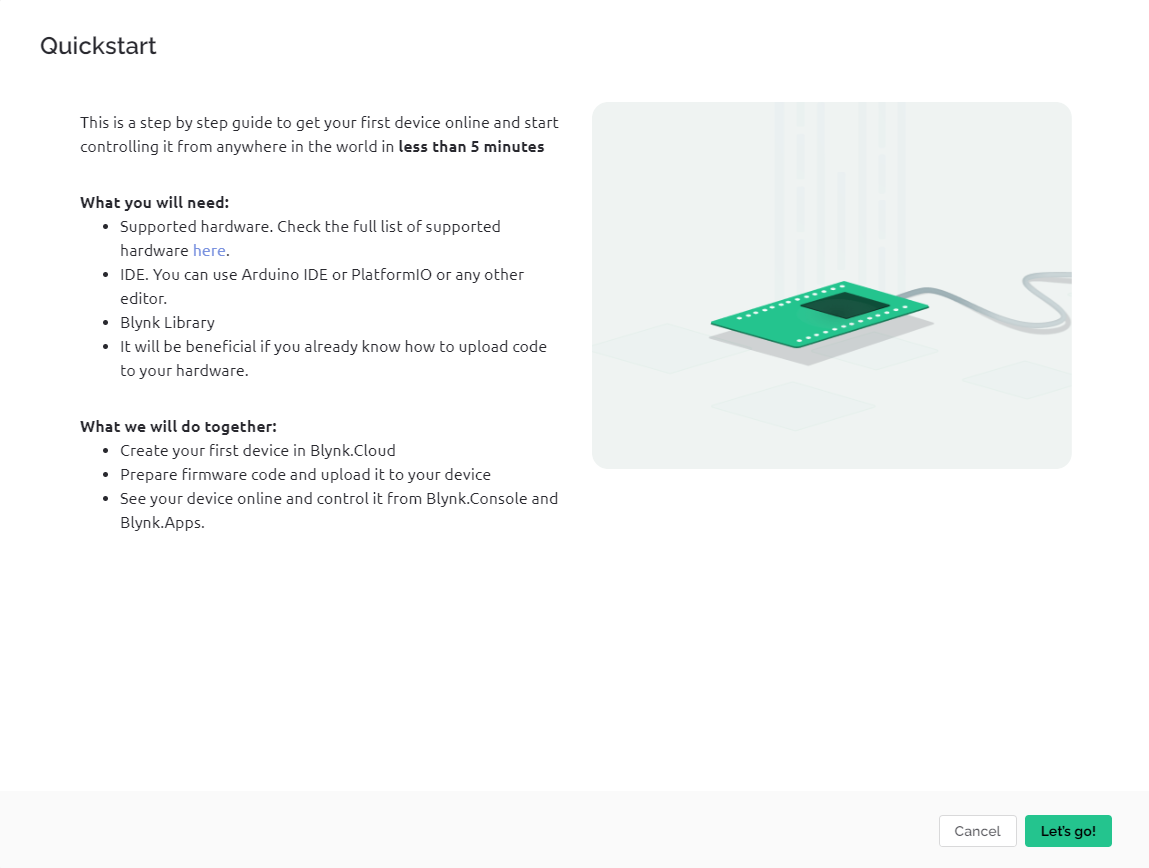 Quickstart
This is a step by step guide to get your first device online and start
controlling it from anywhere in the world in less than 5 minutes
What you will need:
• Supported hardware. Check the full list of supported
hardware here.
• IDE. You can use Arduino IDE or PlatformIO or any other
editor.
• Blynk Library
• It will be beneficial if you already know how to upload code
to your hardware.
What we will do together:
• Create your first device in Blynk.Cloud
• Prepare firmware code and upload it to your device
• See your device online and control it from Blynk.Console and
Blynk.Apps.
Cancel
Let's go!